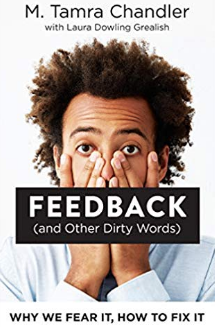 M. Tamra Chandler
with Laura Dowling Grealish
FEEDBACK
(and Other Dirty Words)
WHY WE FEAR IT, HOW TO FIX IT